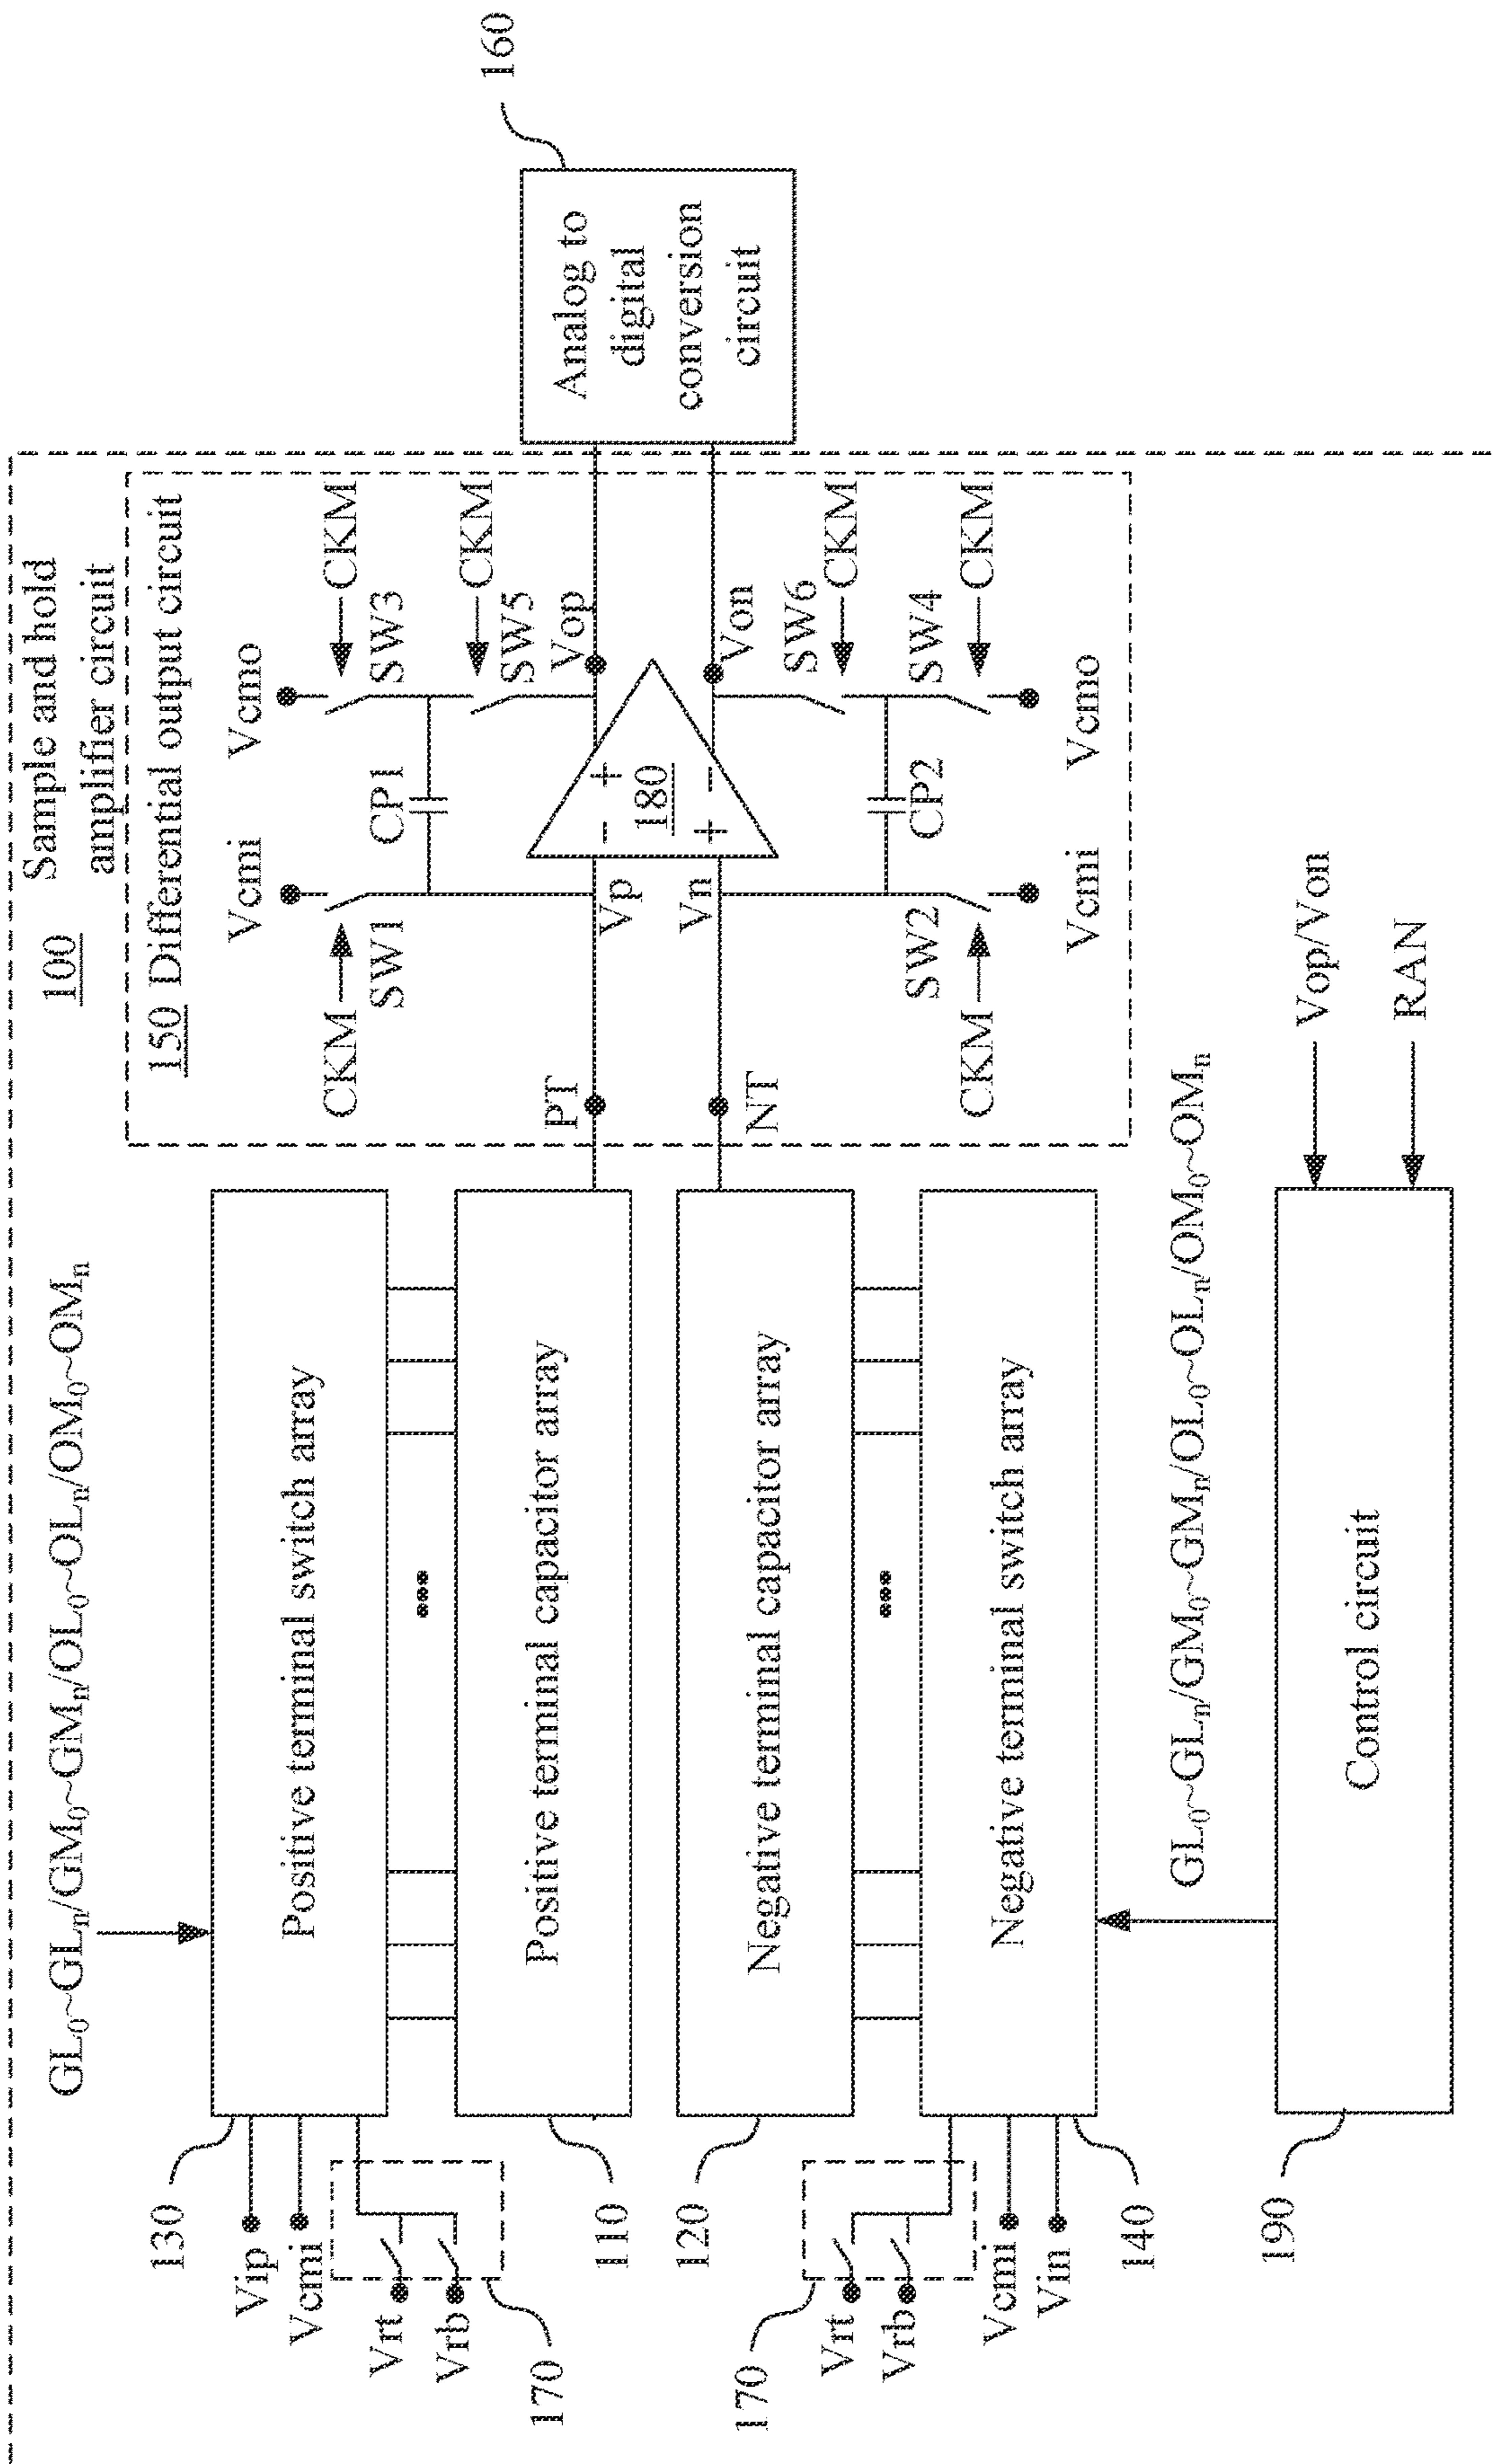 100
Sample and hold
amplifier circuit
GL₀~GLₙ/GM₀~GMₙ/OL₀~OLₙ/OM₀~OMₙ
150 Differential output circuit
130
Vip
Vcmi
Vrt
Vrb
170
Positive terminal switch array
Positive terminal capacitor array
110
Negative terminal capacitor array
120
Negative terminal switch array
170
Vrt
Vrb
Vcmi
Vin
140
Vcmi
Vcmo
CKM
SW1
CP1
CKM
SW3
CKM
SW5
PT
Vp
Vop
- +
180
+ -
NT
Vn
Von
SW6
CKM
SW2
CP2
SW4
CKM
CKM
Vcmi
Vcmo
Analog to
digital
conversion
circuit
160
GL₀~GLₙ/GM₀~GMₙ/OL₀~OLₙ/OM₀~OMₙ
190
Control circuit
Vop/Von
RAN